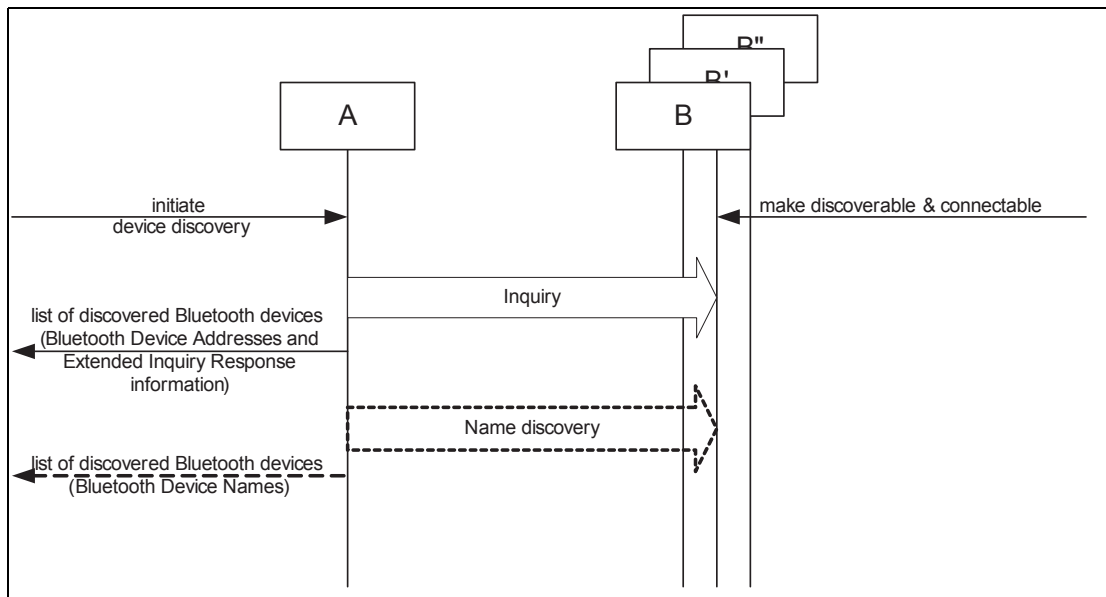 B"
B'
A
B
initiate
device discovery
make discoverable & connectable
Inquiry
list of discovered Bluetooth devices
(Bluetooth Device Addresses and
Extended Inquiry Response
information)
Name discovery
list of discovered Bluetooth devices
(Bluetooth Device Names)